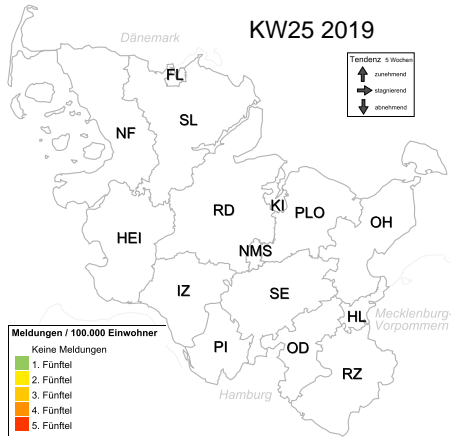 KW25 2019
Dänemark
Tendenz 5 Wochen
zunehmend
stagnierend
abnehmend
FL
SL
NF
RD
KI
PLO
OH
HEI
NMS
IZ
SE
HL
Mecklenburg-
Vorpommern
PI
OD
RZ
Hamburg
Meldungen / 100.000 Einwohner
Keine Meldungen
1. Fünftel
2. Fünftel
3. Fünftel
4. Fünftel
5. Fünftel